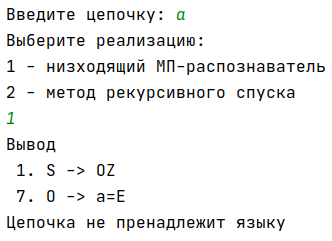 Введите цепочку: a
Выберите реализацию:
1 - низходящий МП-распознаватель
2 - метод рекурсивного спуска
1
Вывод
1. S -> OZ
7. O -> a=E
Цепочка не пренадлежит языку